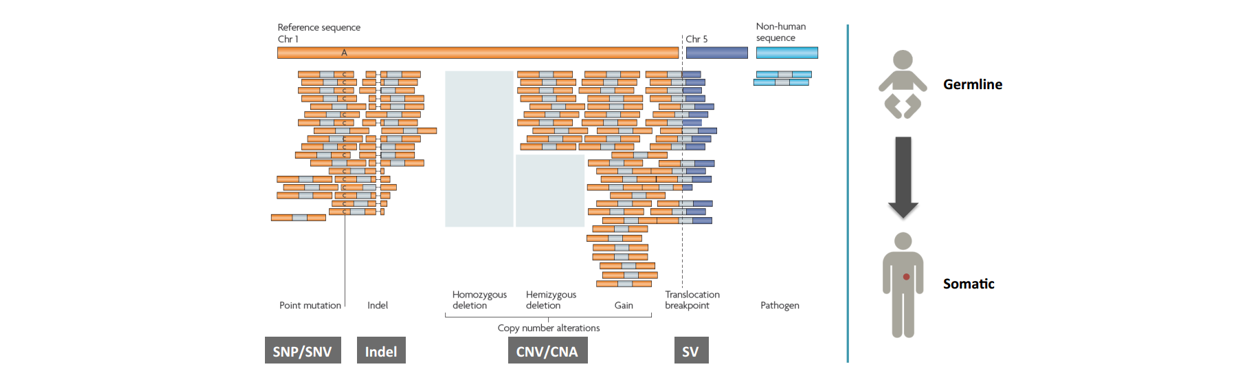 Reference sequence
Chr 1
Chr 5
Non-human
sequence
A
Germline
Somatic
Point mutation
Indel
Homozygous
deletion
Hemizygous
deletion
Gain
Translocation
breakpoint
Pathogen
Copy number alterations
SNP/SNV
Indel
CNV/CNA
SV